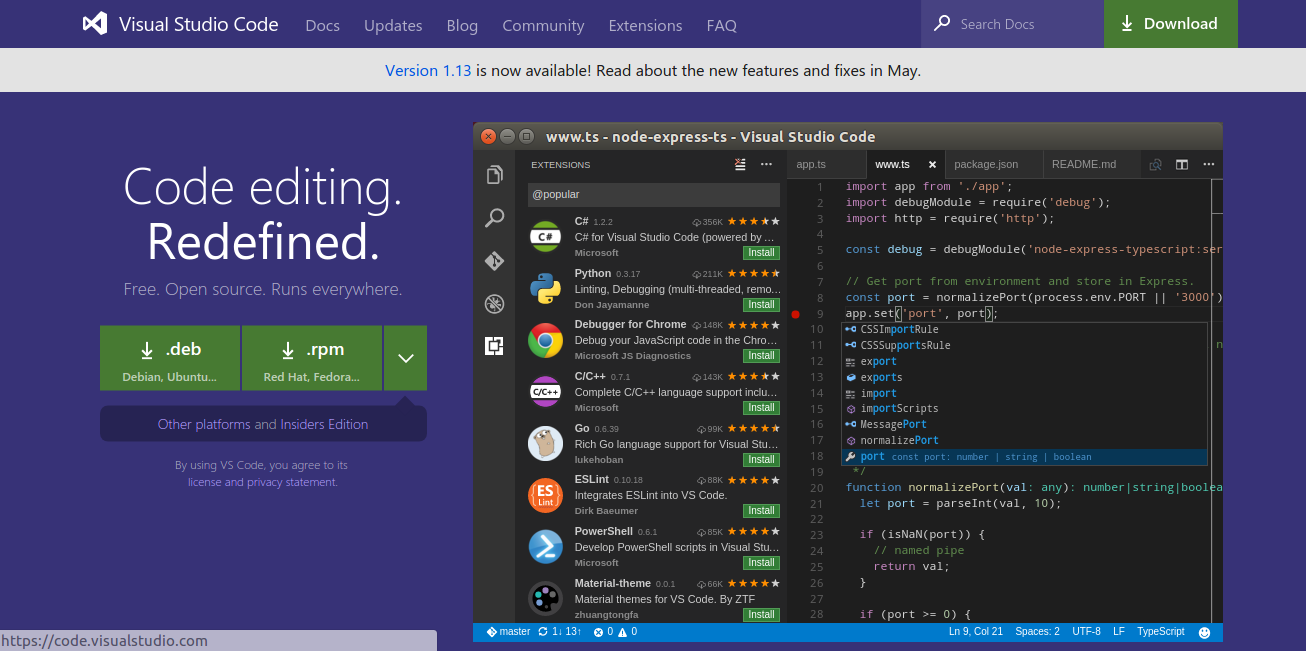 Visual Studio Code Docs Updates Blog Community Extensions FAQ Search Docs Download
Version 1.13 is now available! Read about the new features and fixes in May.
Code editing.
Redefined.
Free. Open source. Runs everywhere.
.deb
Debian, Ubuntu...
.rpm
Red Hat, Fedora...
Other platforms and Insiders Edition
By using VS Code, you agree to its
license and privacy statement.
www.ts - node-express-ts - Visual Studio Code
EXTENSIONS
@popular
C# 1.2.2 356K
C# for Visual Studio Code (powered by ...
Microsoft Install
Python 0.3.17 211K
Linting, Debugging (multi-threaded, remo...
Don Jayamanne Install
Debugger for Chrome 148K
Debug your JavaScript code in the Chro...
Microsoft JS Diagnostics Install
C/C++ 0.7.1 143K
Complete C/C++ language support inclu...
Microsoft Install
Go 0.6.39 99K
Rich Go language support for Visual Stu...
lukehoban Install
ESLint 0.10.18 88K
Integrates ESLint into VS Code.
Dirk Baeumer Install
PowerShell 0.6.1 85K
Develop PowerShell scripts in Visual Stu...
Microsoft Install
Material-theme 0.0.1 66K
Material themes for VS Code. By ZTF
zhuangtongfa Install
C#
C/C++
ES
Lint
app.ts www.ts package.json README.md
1 import app from './app';
2 import debugModule = require('debug');
3 import http = require('http');
4
5 const debug = debugModule('node-express-typescript:ser
6
7 // Get port from environment and store in Express.
8 const port = normalizePort(process.env.PORT || '3000')
9 app.set('port', port);
10 CSSImportRule
11 CSSSupportsRule
12 export
13 exports
14 import
15 importScripts
16 MessagePort
17 normalizePort
18 port const port: number | string | boolean
19 */
20 function normalizePort(val: any): number|string|boolea
21 let port = parseInt(val, 10);
22
23 if (isNaN(port)) {
24 // named pipe
25 return val;
26 }
27
28 if (port >= 0) {
master 1↓ 13↑ 0 0 Ln 9, Col 21 Spaces: 2 UTF-8 LF TypeScript
https://code.visualstudio.com